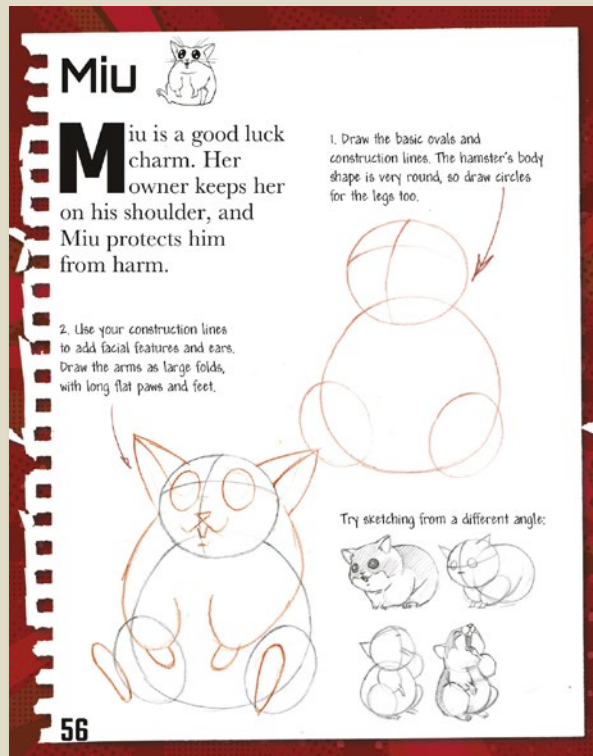 Miu
Miu is a good luck
charm. Her
owner keeps her
on his shoulder, and
Miu protects him
from harm.
1. Draw the basic ovals and
construction lines. The hamster's body
shape is very round, so draw circles
for the legs too.
2. Use your construction lines
to add facial features and ears.
Draw the arms as large folds,
with long flat paws and feet.
Try sketching from a different angle:
56